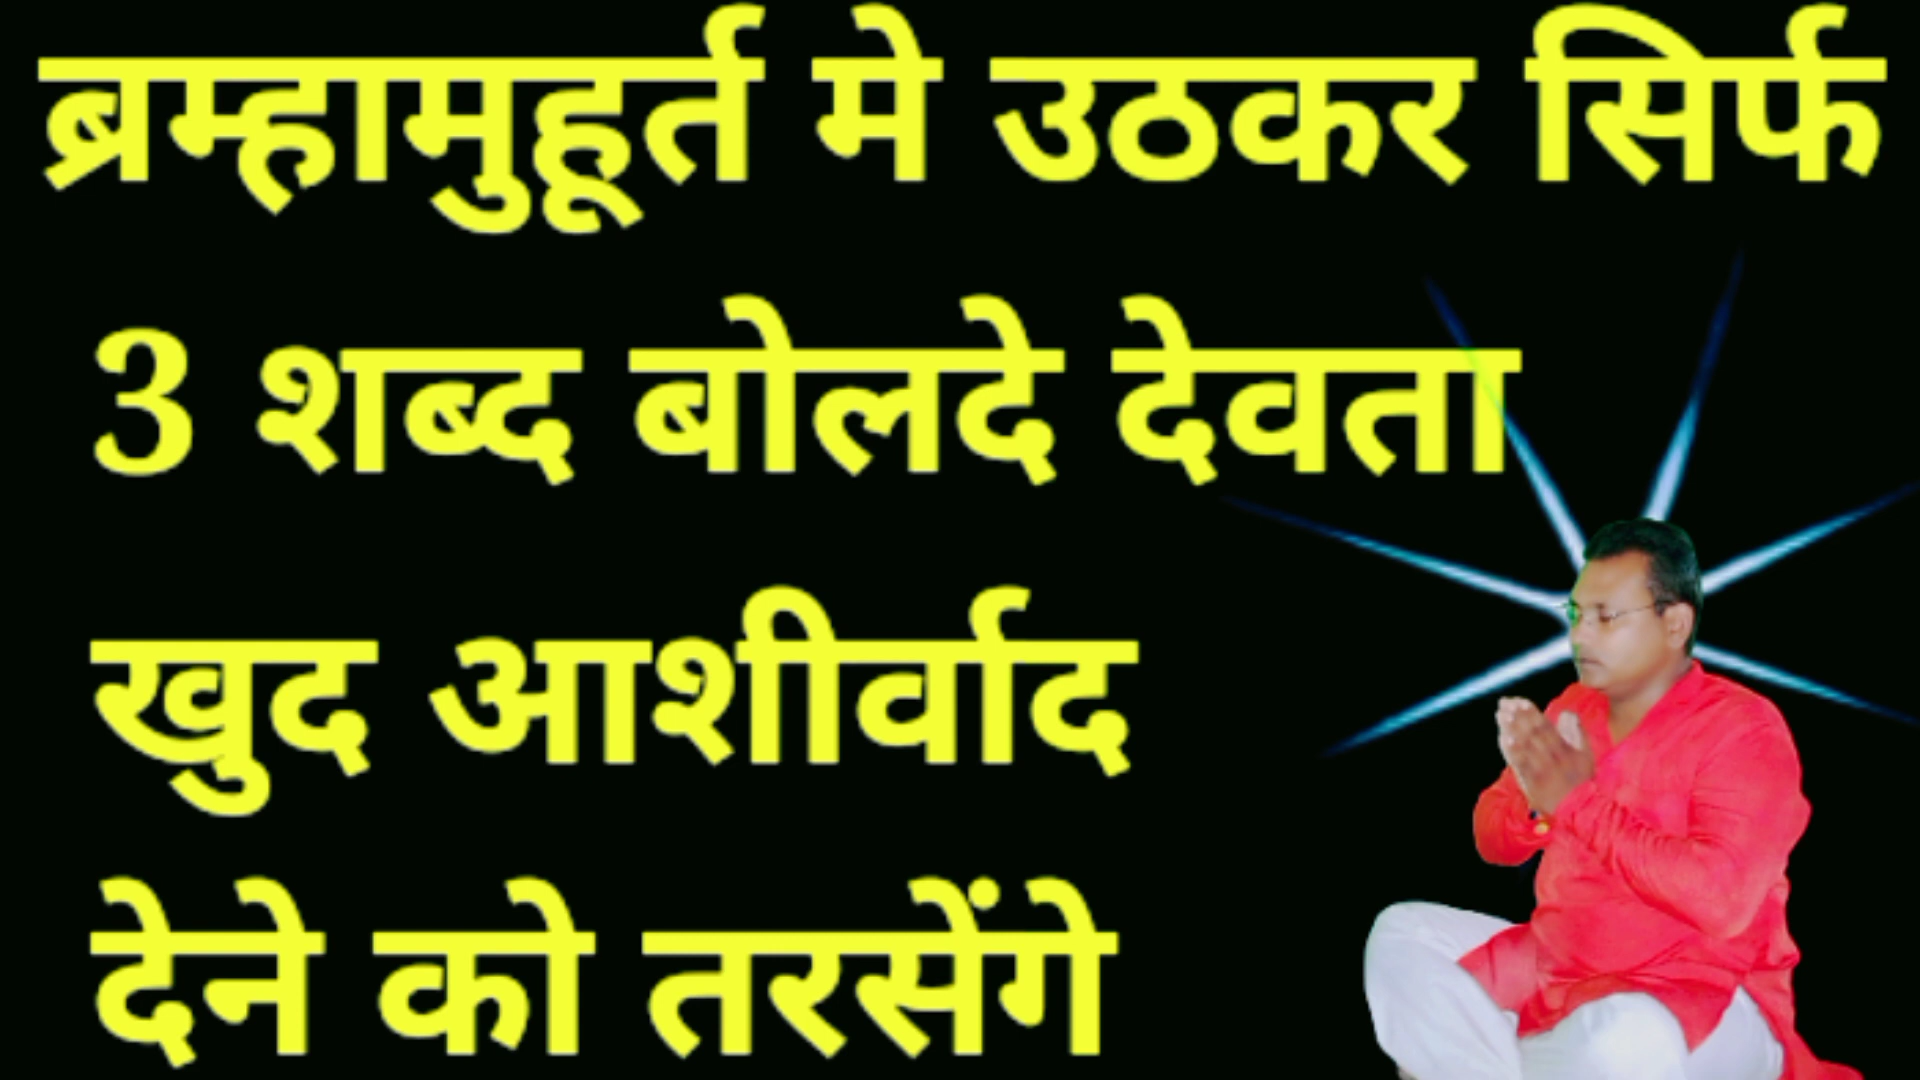 ब्रम्हामुहूर्त मे उठकर सिर्फ
3 शब्द बोलदे देवता
खुद आशीर्वाद
देने को तरसेंगे